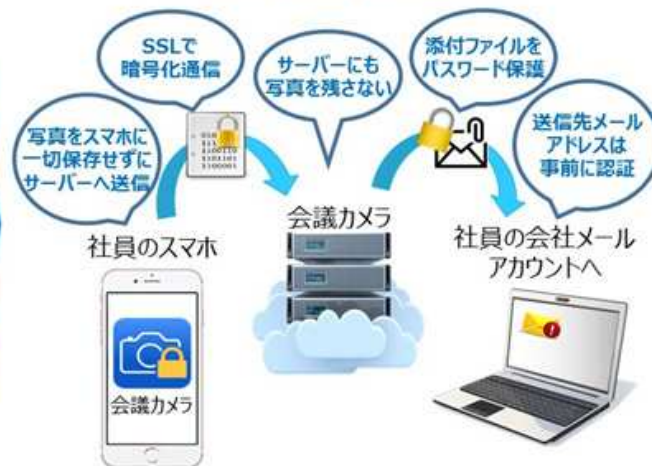 SSLで
暗号化通信
サーバーにも
写真を残さない
添付ファイルを
パスワード保護
写真をスマホに
一切保存せずに
サーバーへ送信
送信先メール
アドレスは
事前に認証
社員のスマホ
会議カメラ
社員の会社メール
アカウントへ
会議カメラ